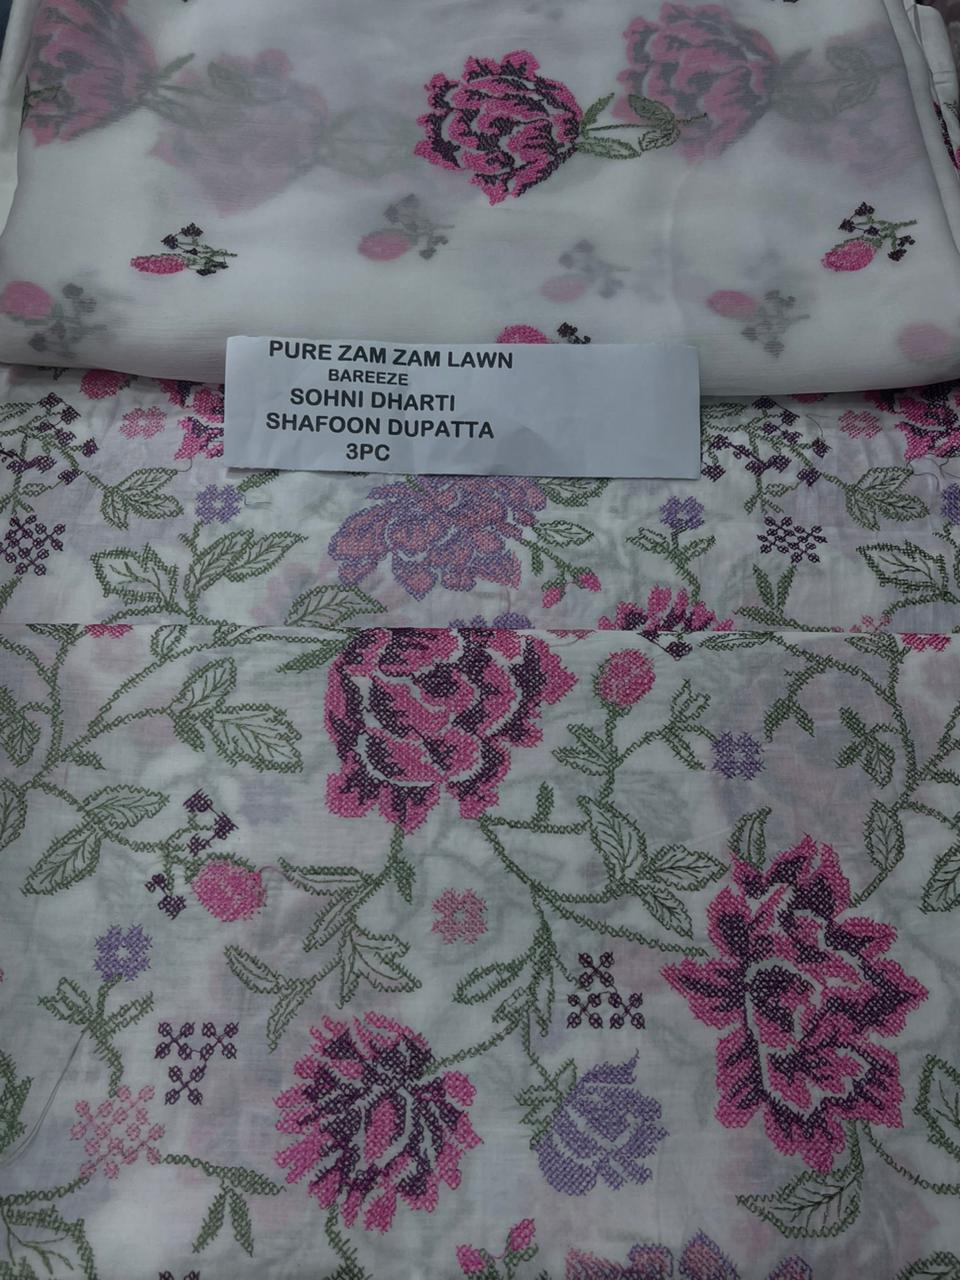 PURE ZAM ZAM LAWN
BAREEZE
SOHNI DHARTI
SHAFOON DUPATTA
3PC